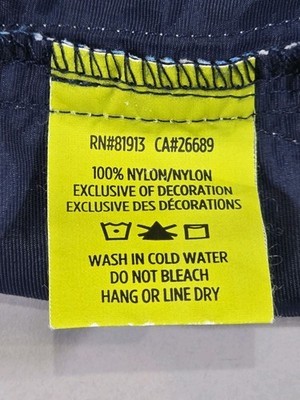 RN#81913 CA#26689
100% NYLON/NYLON
EXCLUSIVE OF DECORATION
EXCLUSIVE DES DÉCORATIONS
WASH IN COLD WATER
DO NOT BLEACH
HANG OR LINE DRY